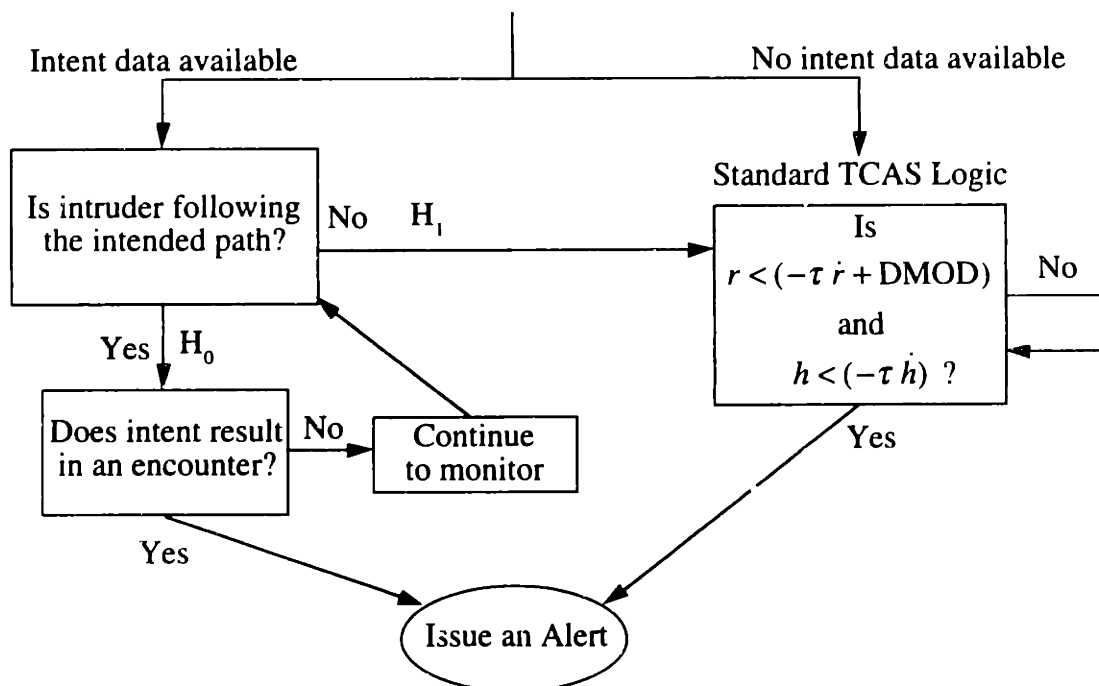 Intent data available
No intent data available
Standard TCAS Logic
Is intruder following
the intended path?
No H₁
Is
r < (-τ ṙ + DMOD)
and
h < (-τ ḣ) ?
No
Yes H₀
Does intent result
in an encounter?
No
Continue
to monitor
Yes
Yes
Issue an Alert